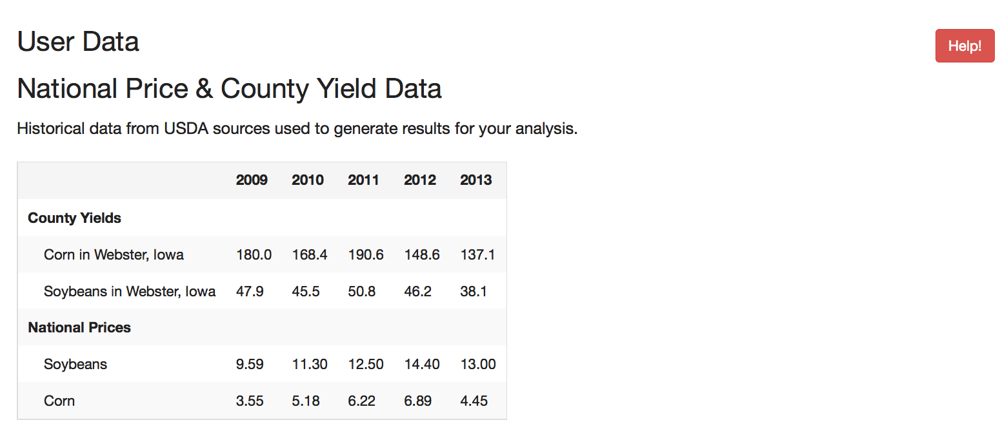 User Data
Help!
National Price & County Yield Data
Historical data from USDA sources used to generate results for your analysis.
2009 2010 2011 2012 2013
County Yields
Corn in Webster, Iowa 180.0 168.4 190.6 148.6 137.1
Soybeans in Webster, Iowa 47.9 45.5 50.8 46.2 38.1
National Prices
Soybeans 9.59 11.30 12.50 14.40 13.00
Corn 3.55 5.18 6.22 6.89 4.45